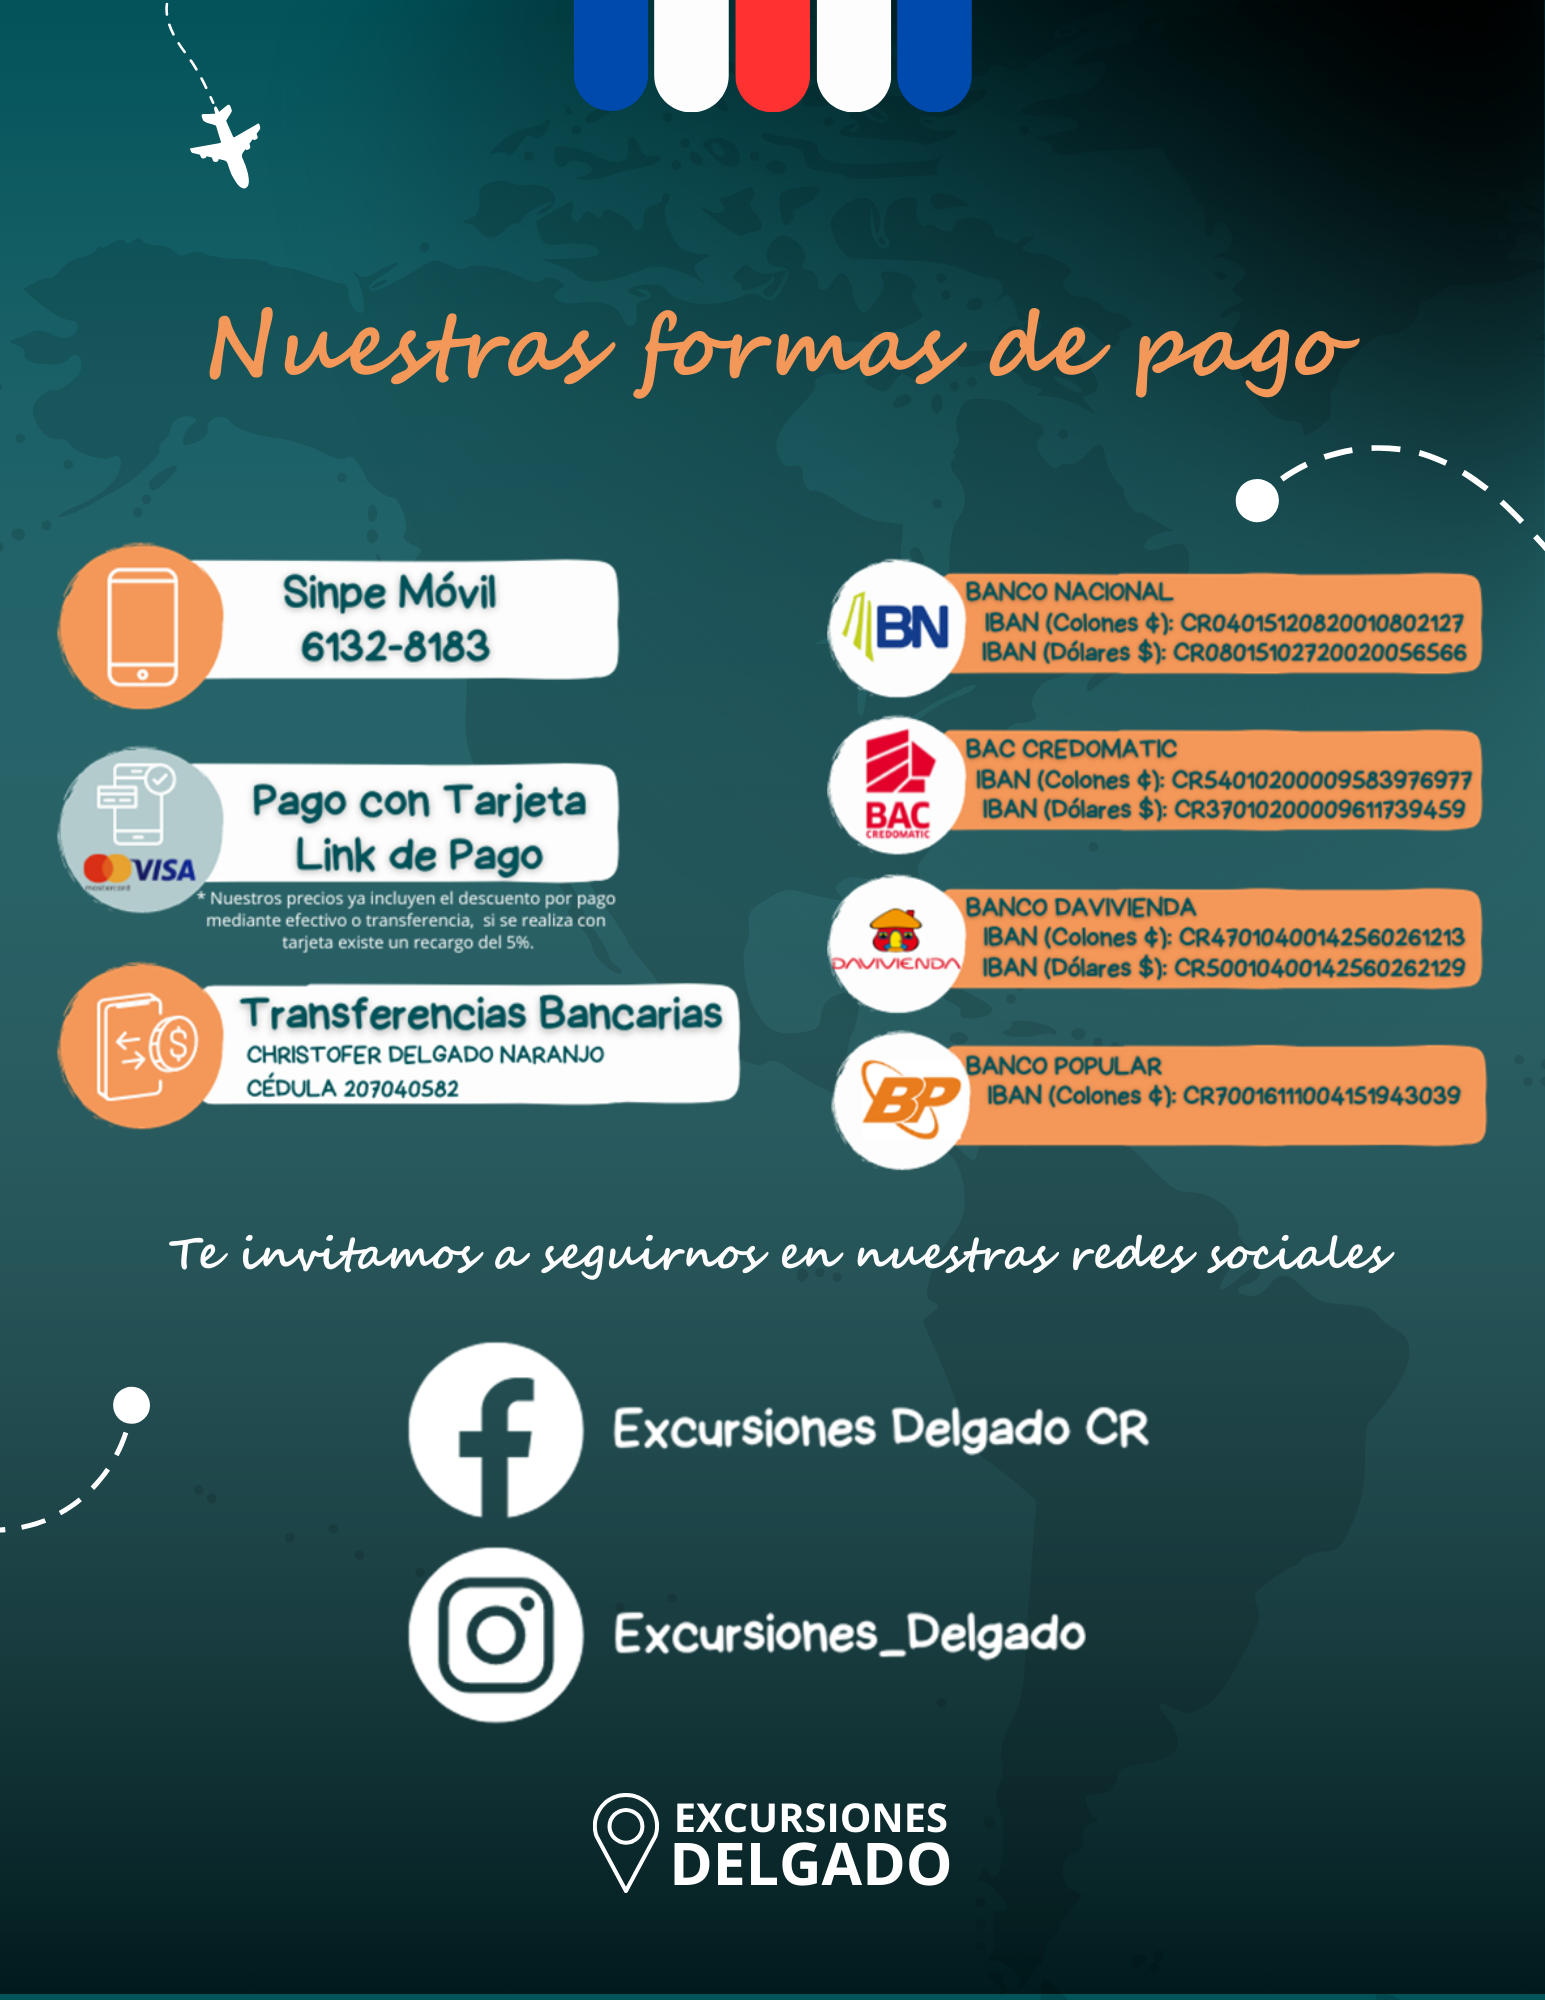 Nuestras formas de pago
Sinpe Móvil
6132-8183
mastercard
VISA
Pago con Tarjeta
Link de Pago
* Nuestros precios ya incluyen el descuento por pago
mediante efectivo o transferencia, si se realiza con
tarjeta existe un recargo del 5%.
$
Transferencias Bancarias
CHRISTOFER DELGADO NARANJO
CÉDULA 207040582
BN
BANCO NACIONAL
IBAN (Colones ¢): CR04015120820010802127
IBAN (Dólares $): CR08015102720020056566
BAC
CREDOMATIC
BAC CREDOMATIC
IBAN (Colones ¢): CR54010200009583976977
IBAN (Dólares $): CR37010200009611739459
DAVIVIENDA
BANCO DAVIVIENDA
IBAN (Colones ¢): CR47010400142560261213
IBAN (Dólares $): CR50010400142560262129
BP
BANCO POPULAR
IBAN (Colones ¢): CR70016111004151943039
Te invitamos a seguirnos en nuestras redes sociales
Excursiones Delgado CR
Excursiones_Delgado
EXCURSIONES
DELGADO